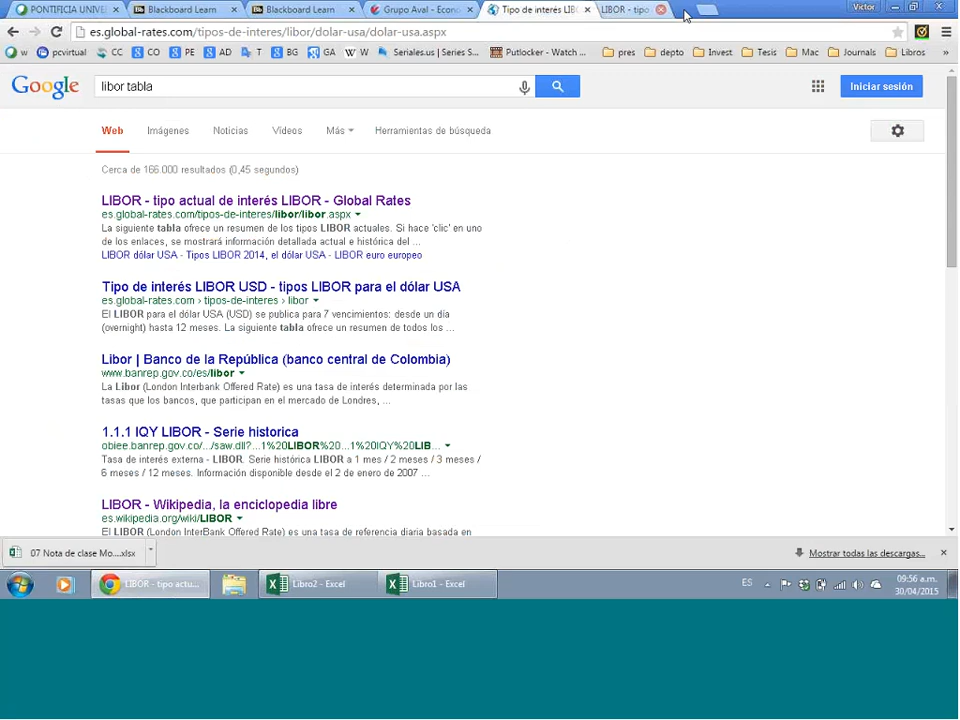 PONTIFICIA UNIVE
Blackboard Learn
Blackboard Learn
Grupo Aval - Econo
Tipo de interés LIB
LIBOR - tipo
Victor
es.global-rates.com/tipos-de-interes/libor/dolar-usa/dolar-usa.aspx
w
pcvirtual
CC
CO
PE
AD
T
BG
GA
W
Seriales.us | Series S...
Putlocker - Watch ...
pres
depto
Invest
Tesis
Mac
Journals
Libros
»
Google
libor tabla
Iniciar sesión
Web
Imágenes
Noticias
Vídeos
Más
Herramientas de búsqueda
Cerca de 166.000 resultados (0,45 segundos)
LIBOR - tipo actual de interés LIBOR - Global Rates
es.global-rates.com/tipos-de-interes/libor/libor.aspx
La siguiente tabla ofrece un resumen de los tipos LIBOR actuales. Si hace 'clic' en uno
de los enlaces, se mostrará información detallada actual e histórica del ...
LIBOR dólar USA - Tipos LIBOR 2014, el dólar USA - LIBOR euro europeo
Tipo de interés LIBOR USD - tipos LIBOR para el dólar USA
es.global-rates.com › tipos-de-interes › libor
El LIBOR para el dólar USA (USD) se publica para 7 vencimientos: desde un día
(overnight) hasta 12 meses. La siguiente tabla ofrece un resumen de todos los ...
Libor | Banco de la República (banco central de Colombia)
www.banrep.gov.co/es/libor
La Libor (London Interbank Offered Rate) es una tasa de interés determinada por las
tasas que los bancos, que participan en el mercado de Londres, ...
1.1.1 IQY LIBOR - Serie historica
obiee.banrep.gov.co/.../saw.dll?...1%20LIBOR%20...1%20IQY%20LIB...
Tasa de interés externa - LIBOR. Serie histórica LIBOR a 1 mes / 2 meses / 3 meses /
6 meses / 12 meses. Información disponible desde el 2 de enero de 2007 ...
LIBOR - Wikipedia, la enciclopedia libre
es.wikipedia.org/wiki/LIBOR
El LIBOR (London InterBank Offered Rate) es una tasa de referencia diaria basada en
07 Nota de clase Mo....xlsx
Mostrar todas las descargas...
LIBOR - tipo actu...
Libro2 - Excel
Libro1 - Excel
ES
09:56 a.m.
30/04/2015